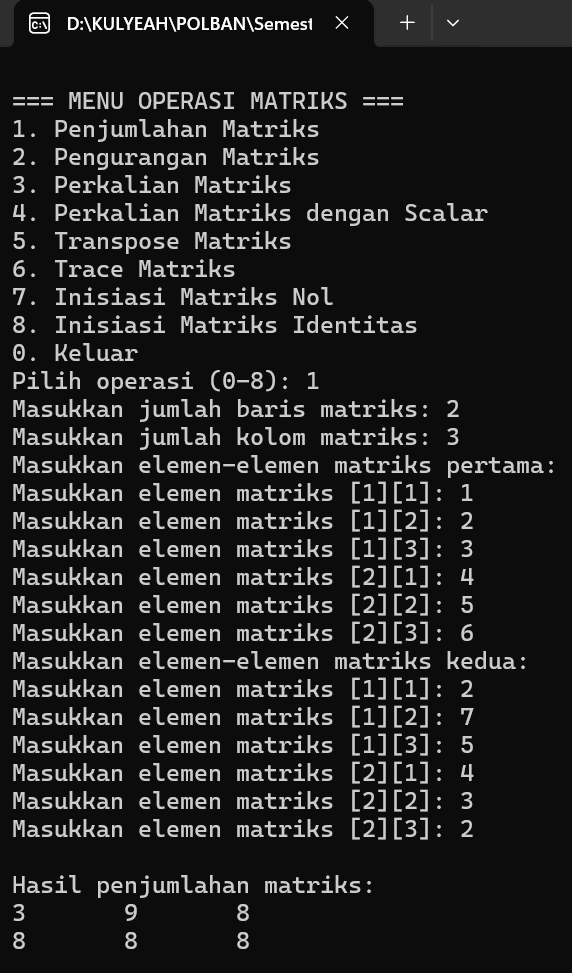 D:\KULYEAH\POLBAN\Semest
=== MENU OPERASI MATRIKS ===
1. Penjumlahan Matriks
2. Pengurangan Matriks
3. Perkalian Matriks
4. Perkalian Matriks dengan Scalar
5. Transpose Matriks
6. Trace Matriks
7. Inisiasi Matriks Nol
8. Inisiasi Matriks Identitas
0. Keluar
Pilih operasi (0-8): 1
Masukkan jumlah baris matriks: 2
Masukkan jumlah kolom matriks: 3
Masukkan elemen-elemen matriks pertama:
Masukkan elemen matriks [1][1]: 1
Masukkan elemen matriks [1][2]: 2
Masukkan elemen matriks [1][3]: 3
Masukkan elemen matriks [2][1]: 4
Masukkan elemen matriks [2][2]: 5
Masukkan elemen matriks [2][3]: 6
Masukkan elemen-elemen matriks kedua:
Masukkan elemen matriks [1][1]: 2
Masukkan elemen matriks [1][2]: 7
Masukkan elemen matriks [1][3]: 5
Masukkan elemen matriks [2][1]: 4
Masukkan elemen matriks [2][2]: 3
Masukkan elemen matriks [2][3]: 2
Hasil penjumlahan matriks:
3 9 8
8 8 8